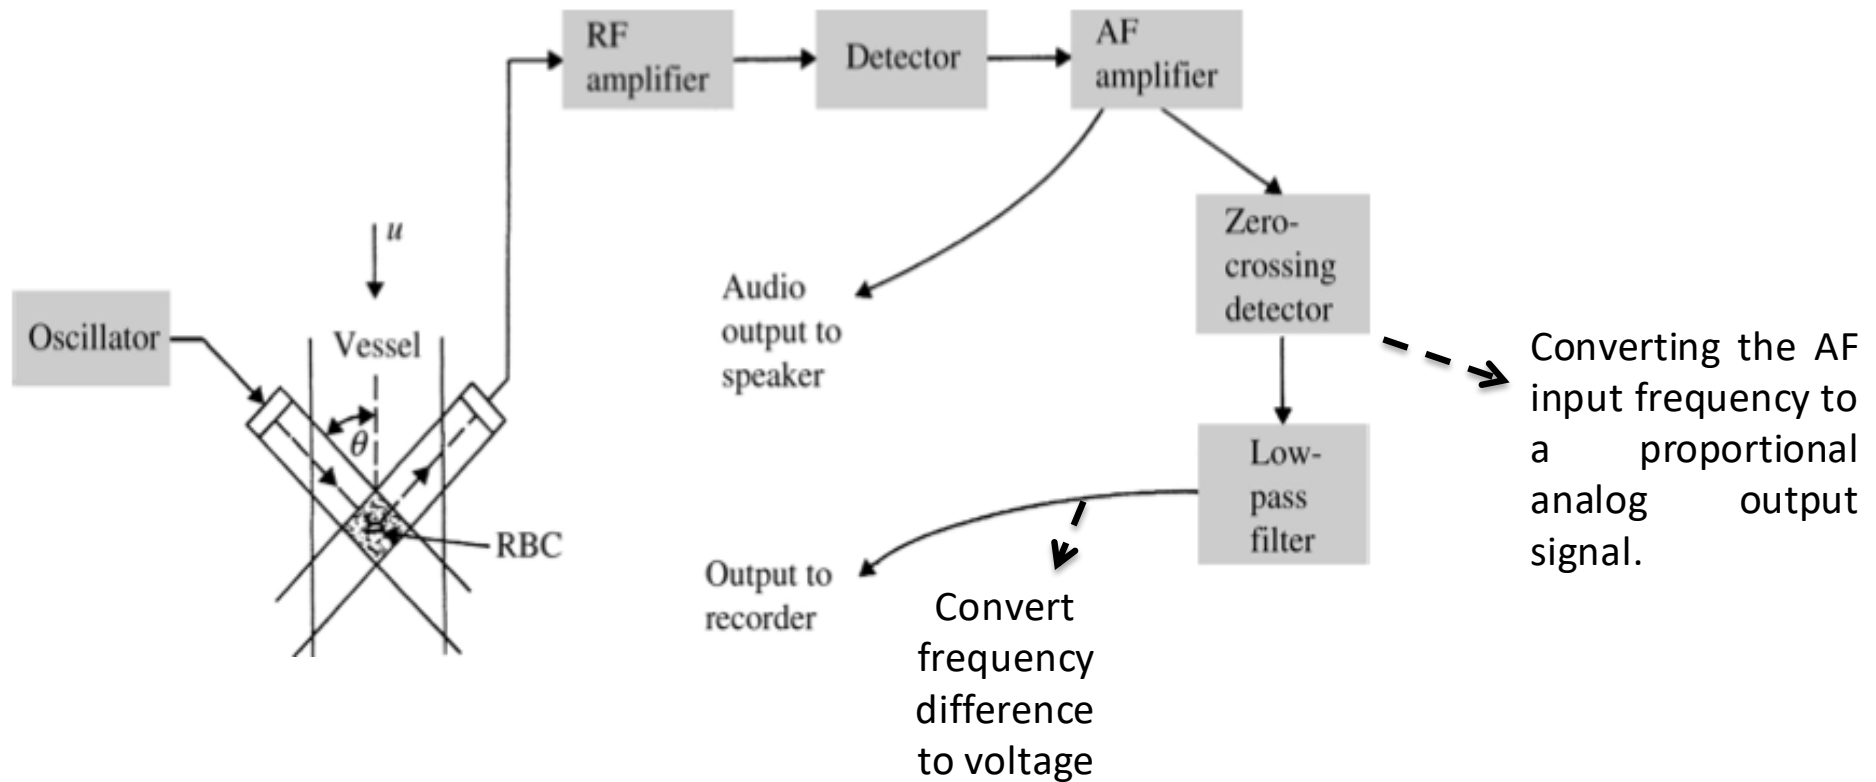 RF
amplifier
Detector
AF
amplifier
Zero-
crossing
detector
u
Oscillator
Vessel
θ
RBC
Audio
output to
speaker
Converting the AF
input frequency to
a proportional
analog output
signal.
Low-
pass
filter
Output to
recorder
Convert
frequency
difference
to voltage